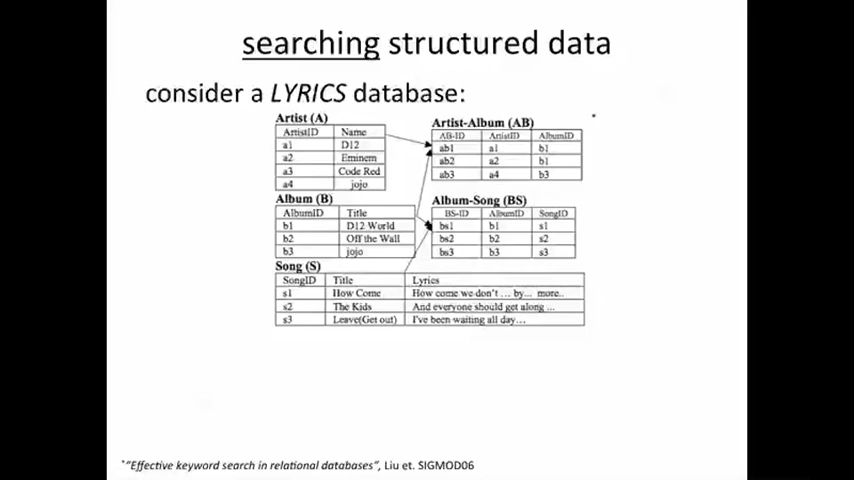 searching structured data
consider a LYRICS database:
*
Artist (A)
ArtistID Name
a1 D12
a2 Eminem
a3 Code Red
a4 jojo
Artist-Album (AB)
AB-ID ArtistID AlbumID
ab1 a1 b1
ab2 a2 b1
ab3 a4 b3
Album (B)
AlbumID Title
b1 D12 World
b2 Off the Wall
b3 jojo
Album-Song (BS)
BS-ID AlbumID SongID
bs1 b1 s1
bs2 b2 s2
bs3 b3 s3
Song (S)
SongID Title Lyrics
s1 How Come How come we don't ... by... more..
s2 The Kids And everyone should get along ...
s3 Leave(Get out) I've been waiting all day...
*"Effective keyword search in relational databases", Liu et. SIGMOD06